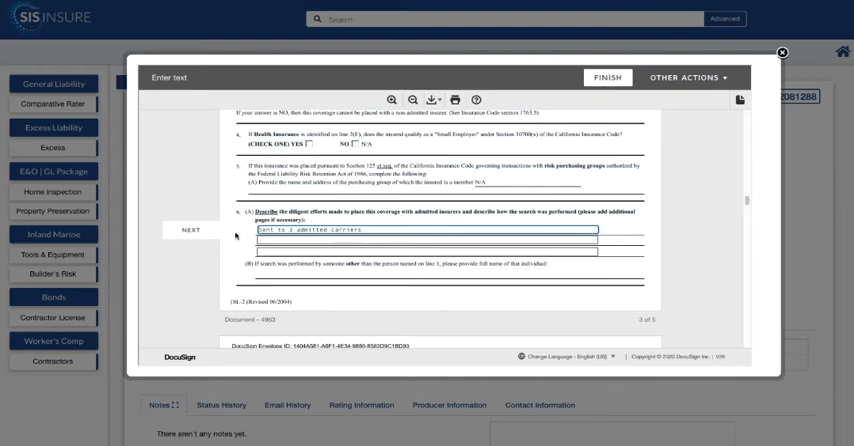 SIS INSURE
Search
Advanced
General Liability
Comparative Rater
Excess Liability
Excess
E&O | GL Package
Home Inspection
Property Preservation
Inland Marine
Tools & Equipment
Builder's Risk
Bonds
Contractor License
Worker's Comp
Contractors
2081288
Enter text
FINISH
OTHER ACTIONS
If your answer is NO, then this coverage cannot be placed with a non-admitted insurer. (See Insurance Code section 1763.5)
4. If Health Insurance is identified on line 2(E), does the insured qualify as a "Small Employer" under Section 10700(x) of the California Insurance Code?
(CHECK ONE) YES NO N/A
5. If this insurance was placed pursuant to Section 125 et seq. of the California Insurance Code governing transactions with risk purchasing groups authorized by
the Federal Liability Risk Retention Act of 1986, complete the following:
(A) Provide the name and address of the purchasing group of which the insured is a member N/A
6. (A) Describe the diligent efforts made to place this coverage with admitted insurers and describe how the search was performed (please add additional
pages if necessary):
NEXT
Sent to 3 admitted carriers
(B) If search was performed by someone other than the person named on line 1, please provide full name of that individual:
(SL-2 (Revised 06/2004)
Document - 4963
3 of 5
DocuSign Envelope ID:
DocuSign
Change Language - English (US)
Copyright © 2020 DocuSign Inc. | V2R
Notes
Status History
Email History
Rating Information
Producer Information
Contact Information
There aren't any notes yet.